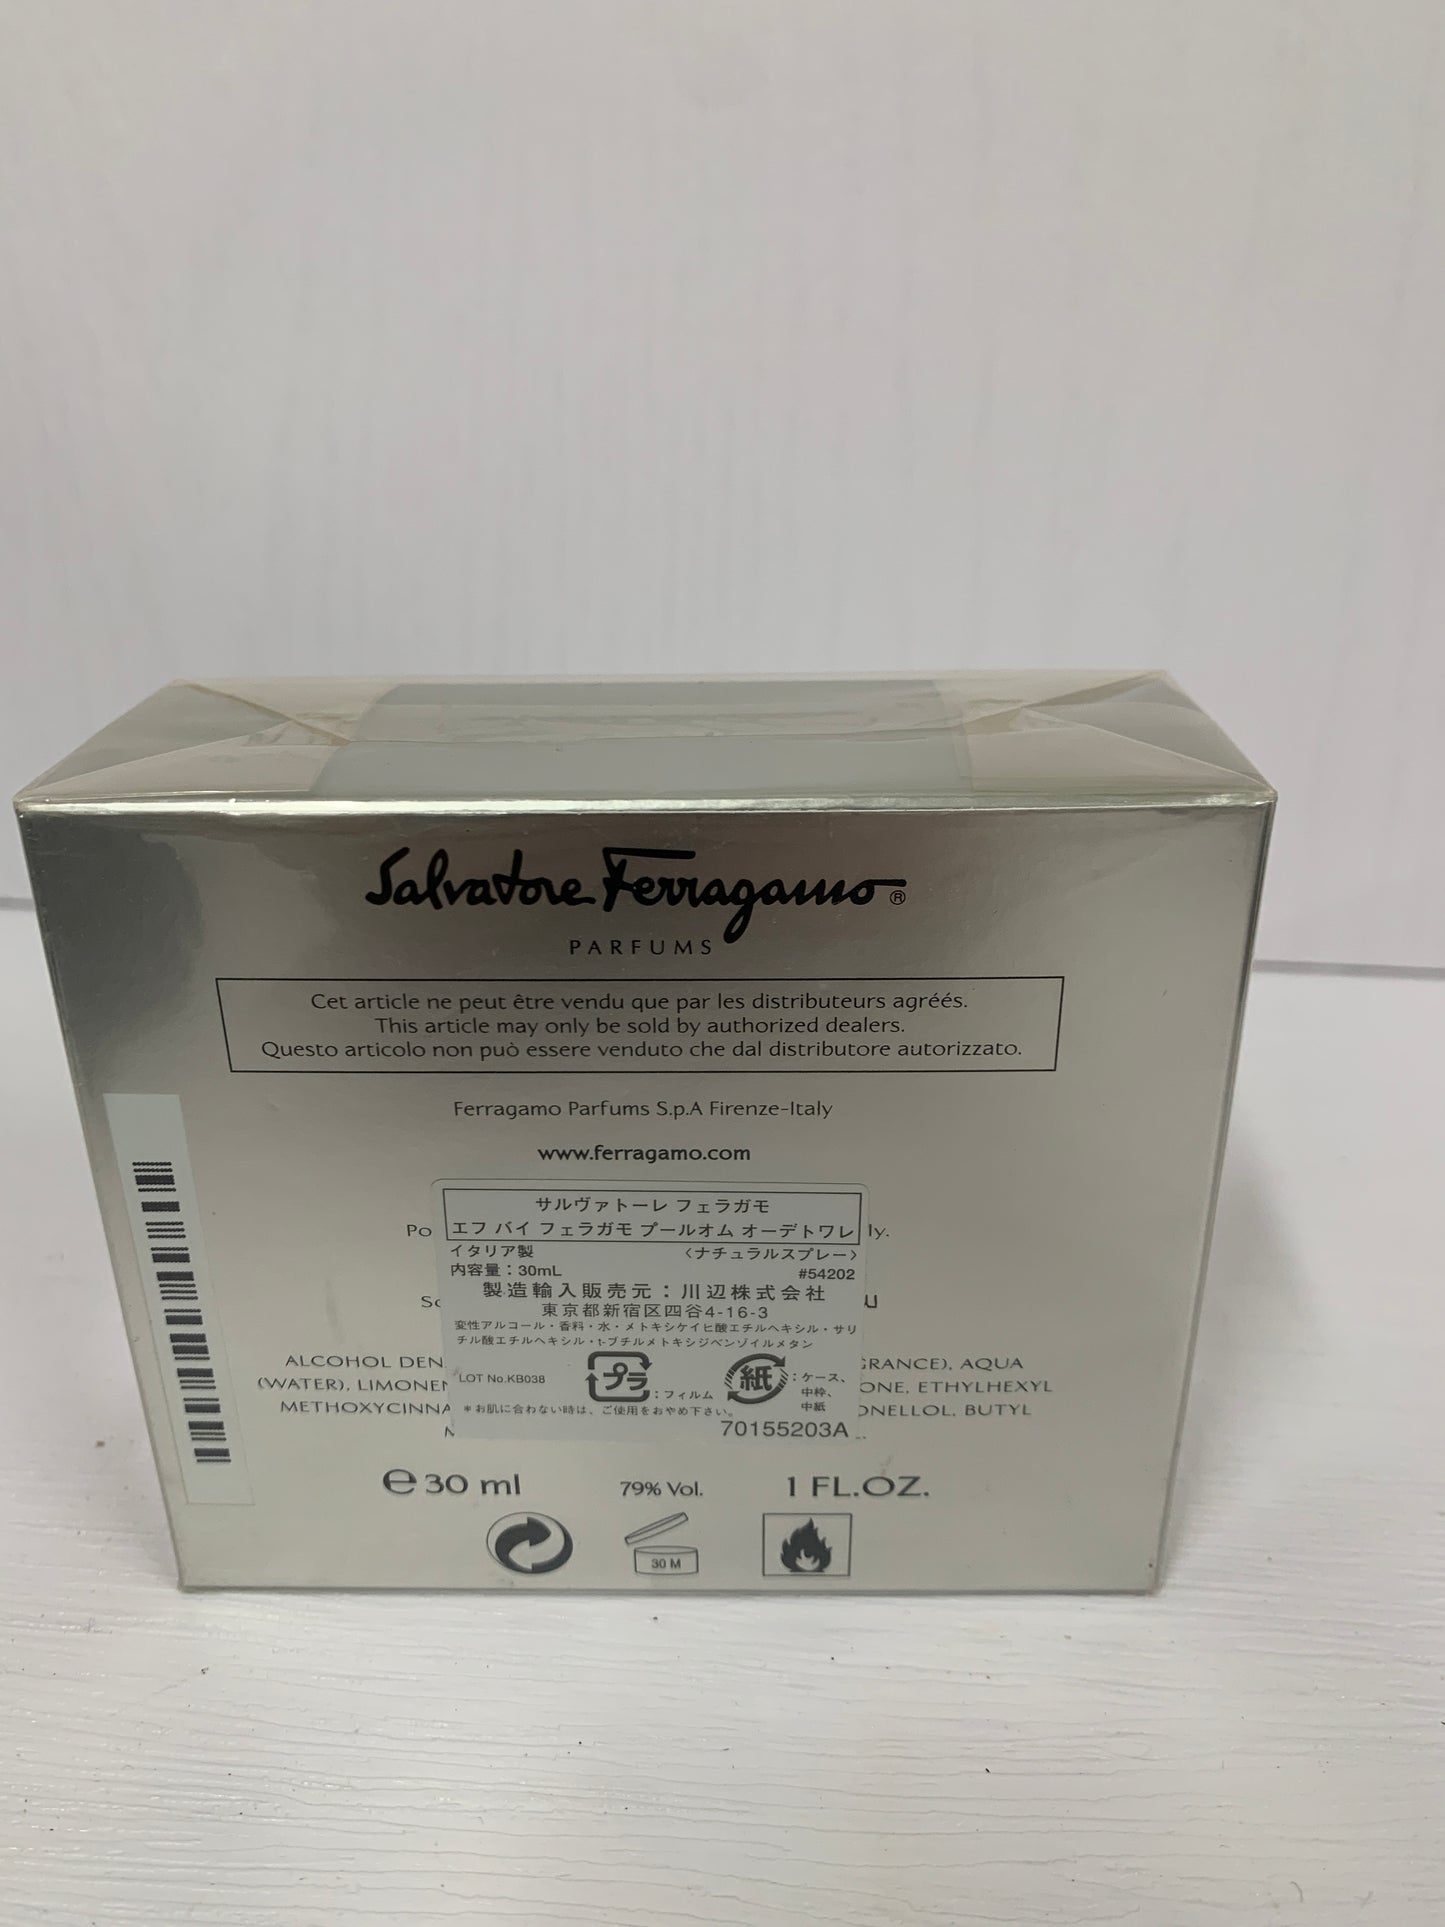 Salvatore Ferragamo®
PARFUMS
Cet article ne peut être vendu que par les distributeurs agréés.
This article may only be sold by authorized dealers.
Questo articolo non può essere venduto che dal distributore autorizzato.
Ferragamo Parfums S.p.A Firenze-Italy
www.ferragamo.com
サルヴァトーレ フェラガモ
Po エフ バイ フェラガモ プールオム オーデトワレ ly.
イタリア製 〈ナチュラルスプレー〉
内容量：30mL #54202
製造輸入販売元：川辺株式会社
東京都新宿区四谷4-16-3
変性アルコール・香料・水・メトキシケイヒ酸エチルヘキシル・サリ
チル酸エチルヘキシル・t-ブチルメトキシジベンゾイルメタン
LOT No.KB038 プラ：フィルム 紙：ケース、
中枠、
中紙
＊お肌に合わない時は、ご使用をおやめ下さい。
70155203A
ALCOHOL DEN GRANCE), AQUA
(WATER), LIMONE ONE, ETHYLHEXYL
METHOXYCINNA ONELLOL, BUTYL
℮30 ml 79% Vol. 1 FL.OZ.
30 M